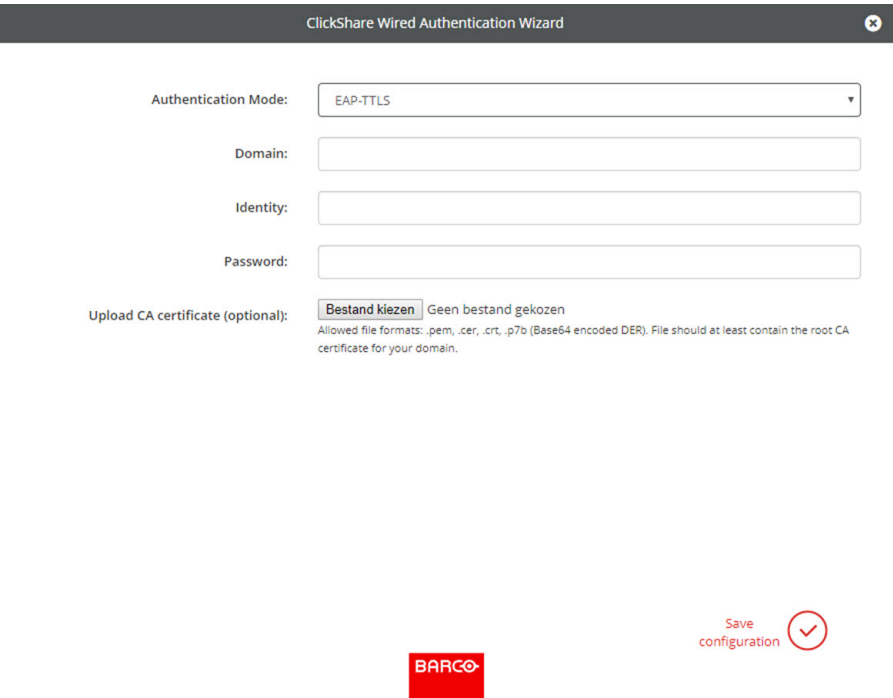 ClickShare Wired Authentication Wizard
Authentication Mode:
EAP-TTLS
Domain:
Identity:
Password:
Upload CA certificate (optional):
Bestand kiezen Geen bestand gekozen
Allowed file formats: .pem, .cer, .crt, .p7b (Base64 encoded DER). File should at least contain the root CA
certificate for your domain.
Save
configuration
BARCO